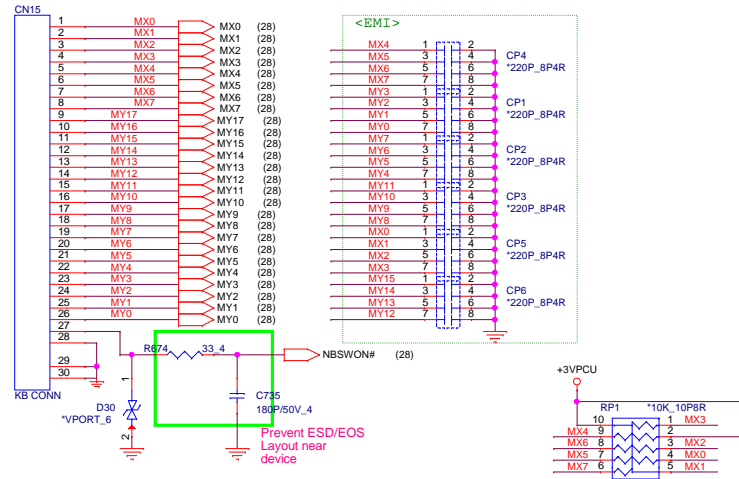 CN15
1 MX0 MX0 (28)
2 MX1 MX1 (28)
3 MX2 MX2 (28)
4 MX3 MX3 (28)
5 MX4 MX4 (28)
6 MX5 MX5 (28)
7 MX6 MX6 (28)
8 MX7 MX7 (28)
9 MY17 MY17 (28)
10 MY16 MY16 (28)
11 MY15 MY15 (28)
12 MY14 MY14 (28)
13 MY13 MY13 (28)
14 MY12 MY12 (28)
15 MY11 MY11 (28)
16 MY10 MY10 (28)
17 MY9 MY9 (28)
18 MY8 MY8 (28)
19 MY7 MY7 (28)
20 MY6 MY6 (28)
21 MY5 MY5 (28)
22 MY4 MY4 (28)
23 MY3 MY3 (28)
24 MY2 MY2 (28)
25 MY1 MY1 (28)
26 MY0 MY0 (28)
27
28
29
30
KB CONN
R674 33_4
NBSWON# (28)
1
D30
*VPORT_6
2
C735
180P/50V_4
Prevent ESD/EOS
Layout near
device
<EMI>
MX4 1 2
MX5 3 4
MX6 5 6
MX7 7 8
CP4
*220P_8P4R
MY3 1 2
MY2 3 4
MY1 5 6
MY0 7 8
CP1
*220P_8P4R
MY7 1 2
MY6 3 4
MY5 5 6
MY4 7 8
CP2
*220P_8P4R
MY11 1 2
MY10 3 4
MY9 5 6
MY8 7 8
CP3
*220P_8P4R
MX0 1 2
MX1 3 4
MX2 5 6
MX3 7 8
CP5
*220P_8P4R
MY15 1 2
MY14 3 4
MY13 5 6
MY12 7 8
CP6
*220P_8P4R
+3VPCU
RP1 *10K_10P8R
10 1 MX3
MX4 9 2
MX6 8 3 MX2
MX5 7 4 MX0
MX7 6 5 MX1